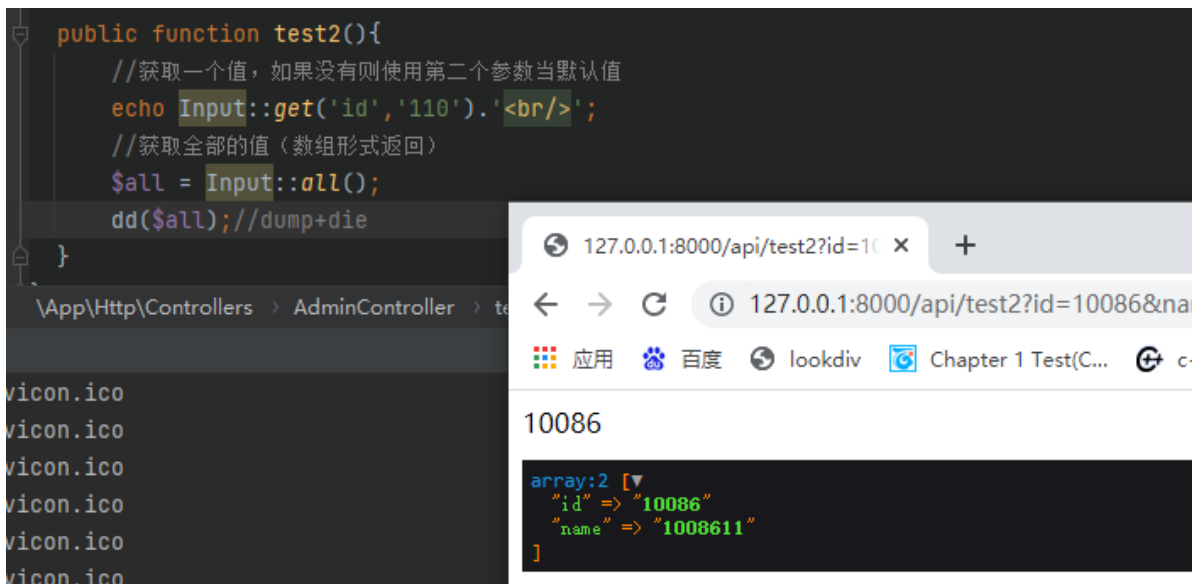 public function test2(){
//获取一个值，如果没有则使用第二个参数当默认值
echo Input::get('id','110').'<br/>';
//获取全部的值（数组形式返回）
$all = Input::all();
dd($all);//dump+die
}
\App\Http\Controllers › AdminController › te
vicon.ico
vicon.ico
vicon.ico
vicon.ico
vicon.ico
vicon.ico
127.0.0.1:8000/api/test2?id=10
127.0.0.1:8000/api/test2?id=10086&na
应用 百度 lookdiv Chapter 1 Test(C... c-
10086
array:2 [▼
"id" => "10086"
"name" => "1008611"
]